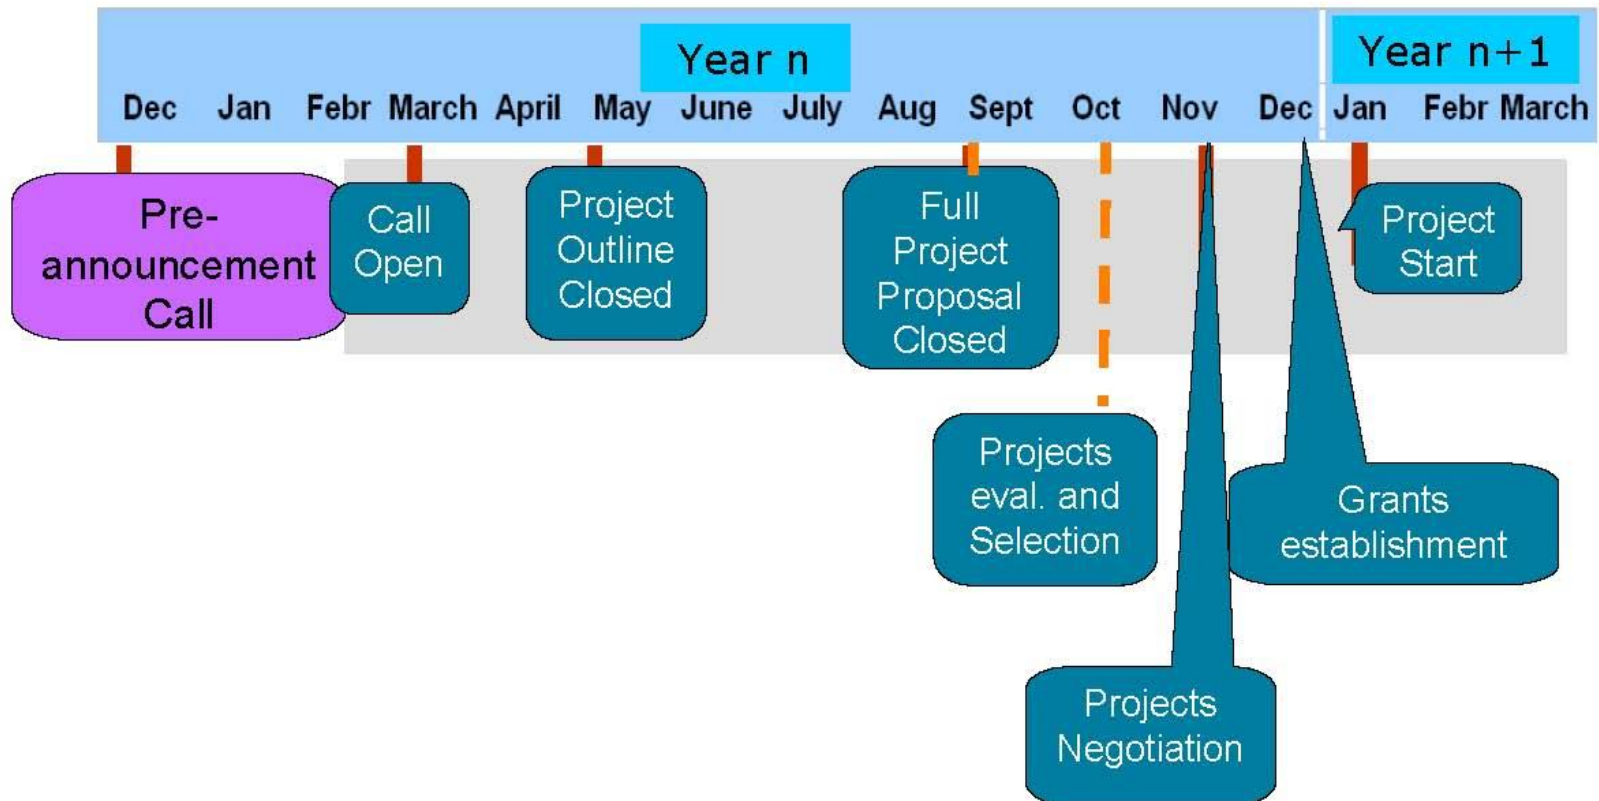 Year n
Year n+1
Dec Jan Febr March April May June July Aug Sept Oct Nov Dec Jan Febr March
Pre-
announcement
Call
Call
Open
Project
Outline
Closed
Full
Project
Proposal
Closed
Project
Start
Projects
eval. and
Selection
Grants
establishment
Projects
Negotiation